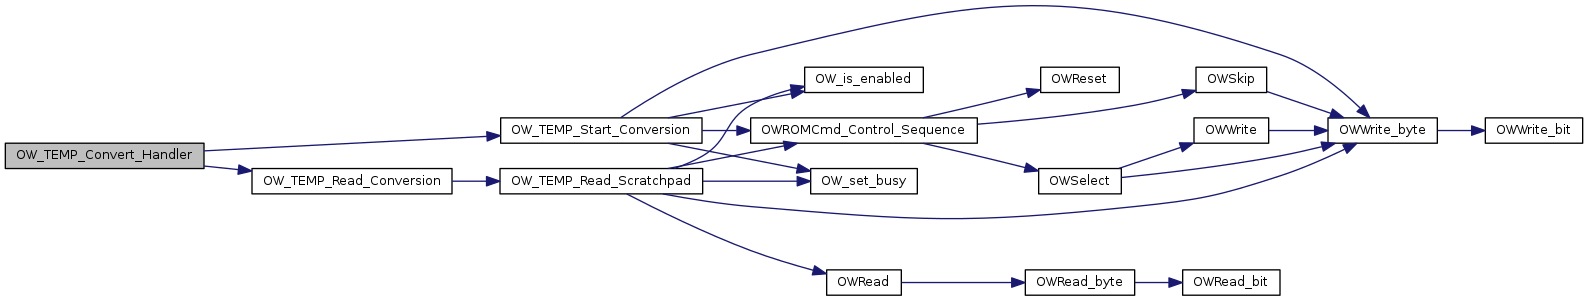 OW_TEMP_Convert_Handler
OW_TEMP_Start_Conversion
OW_TEMP_Read_Conversion
OW_TEMP_Read_Scratchpad
OW_is_enabled
OWROMCmd_Control_Sequence
OW_set_busy
OWRead
OWReset
OWSelect
OWRead_byte
OWSkip
OWWrite
OWRead_bit
OWWrite_byte
OWWrite_bit